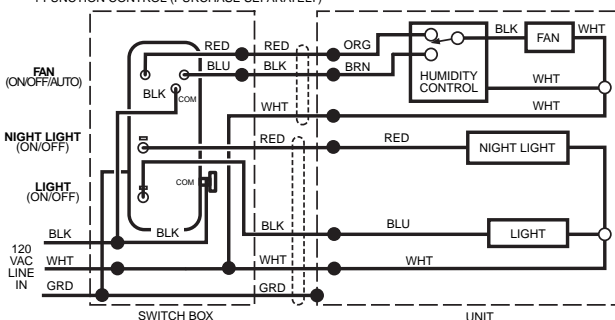 4 FUNCTION CONTROL (PURCHASE SEPARATELY)
RED RED ORG BLK FAN WHT
FAN
(ON/OFF/AUTO)
BLU BLK BRN
HUMIDITY
CONTROL
BLK
COM
WHT
WHT
WHT
NIGHT LIGHT
(ON/OFF)
RED RED NIGHT LIGHT
LIGHT
(ON/OFF)
COM
BLK BLU LIGHT
BLK BLK
120
VAC
LINE
IN
WHT WHT WHT
GRD GRD
SWITCH BOX UNIT